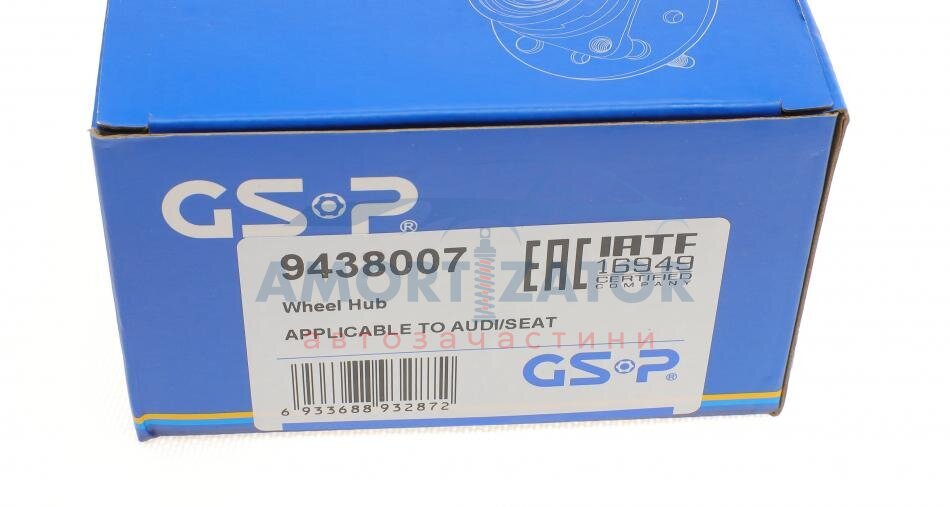 GSP®
9438007
EAC
IATF
16949
CERTIFIED
COMPANY
AMORTIZATOR
Wheel Hub
APPLICABLE TO AUDI/SEAT
автозапчастини
GSP®
6 933688 932872